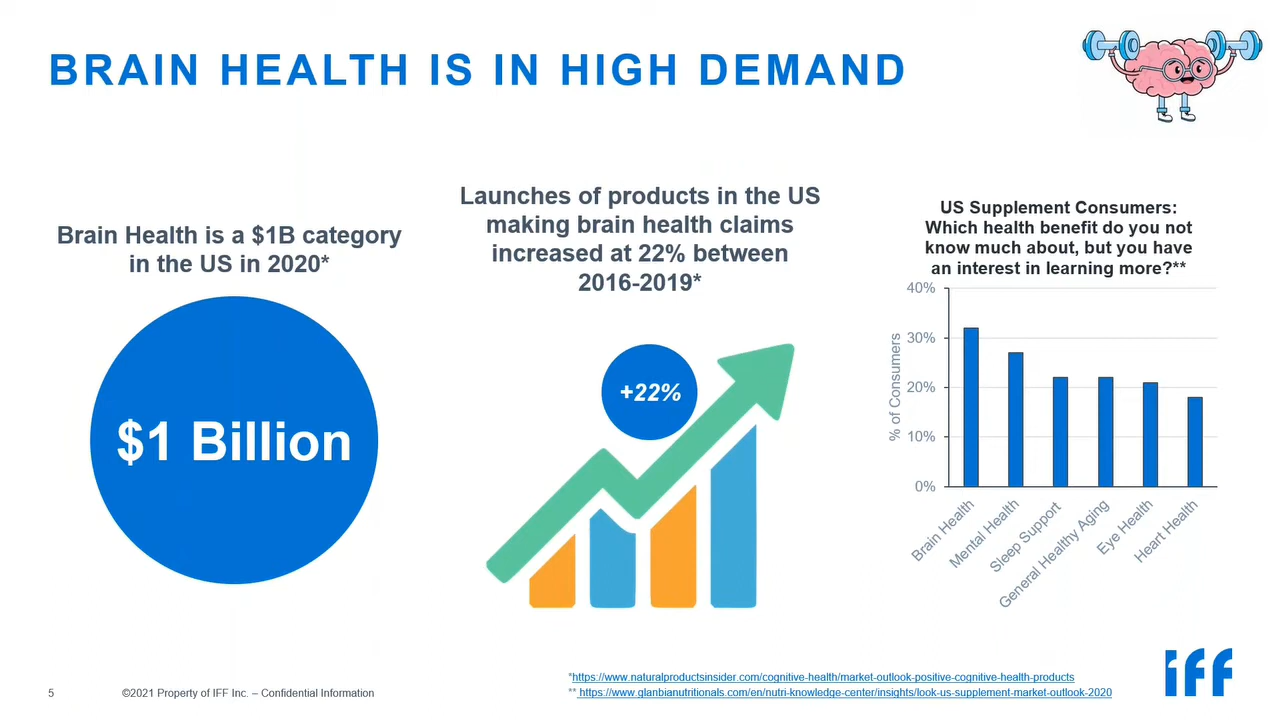 BRAIN HEALTH IS IN HIGH DEMAND
Brain Health is a $1B category
in the US in 2020*
$1 Billion
Launches of products in the US
making brain health claims
increased at 22% between
2016-2019*
+22%
US Supplement Consumers:
Which health benefit do you not
know much about, but you have
an interest in learning more?**
% of Consumers
40%
30%
20%
10%
0%
Brain Health
Mental Health
Sleep Support
General Healthy Aging
Eye Health
Heart Health
*https://www.naturalproductsinsider.com/cognitive-health/market-outlook-positive-cognitive-health-products
** https://www.glanbianutritionals.com/en/nutri-knowledge-center/insights/look-us-supplement-market-outlook-2020
5
©2021 Property of IFF Inc. – Confidential Information
iff